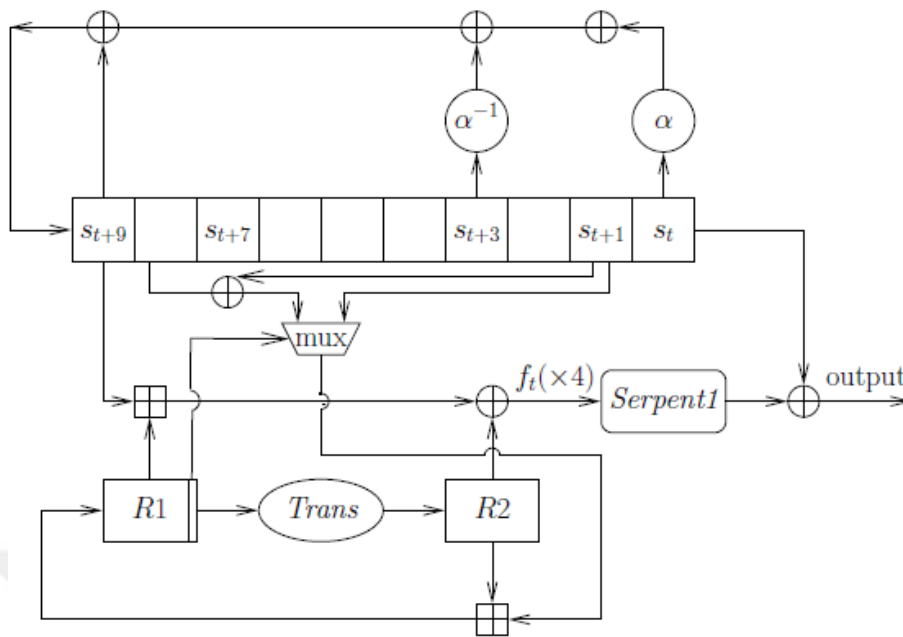 α⁻¹ α
s_{t+9} s_{t+7} s_{t+3} s_{t+1} s_t
mux
f_t(×4) output
Serpent1
R1 Trans R2